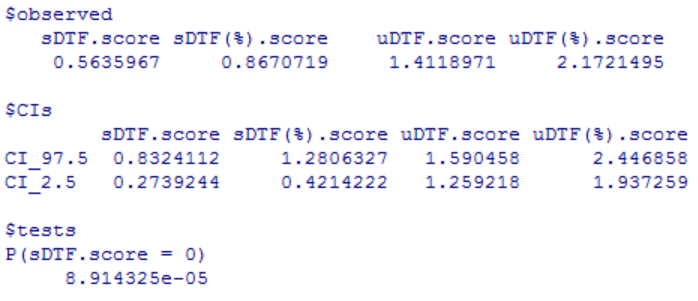 $observed
sDTF.score sDTF(%).score uDTF.score uDTF(%).score
0.5635967 0.8670719 1.4118971 2.1721495
$CIs
sDTF.score sDTF(%).score uDTF.score uDTF(%).score
CI_97.5 0.8324112 1.2806327 1.590458 2.446858
CI_2.5 0.2739244 0.4214222 1.259218 1.937259
$tests
P(sDTF.score = 0)
8.914325e-05